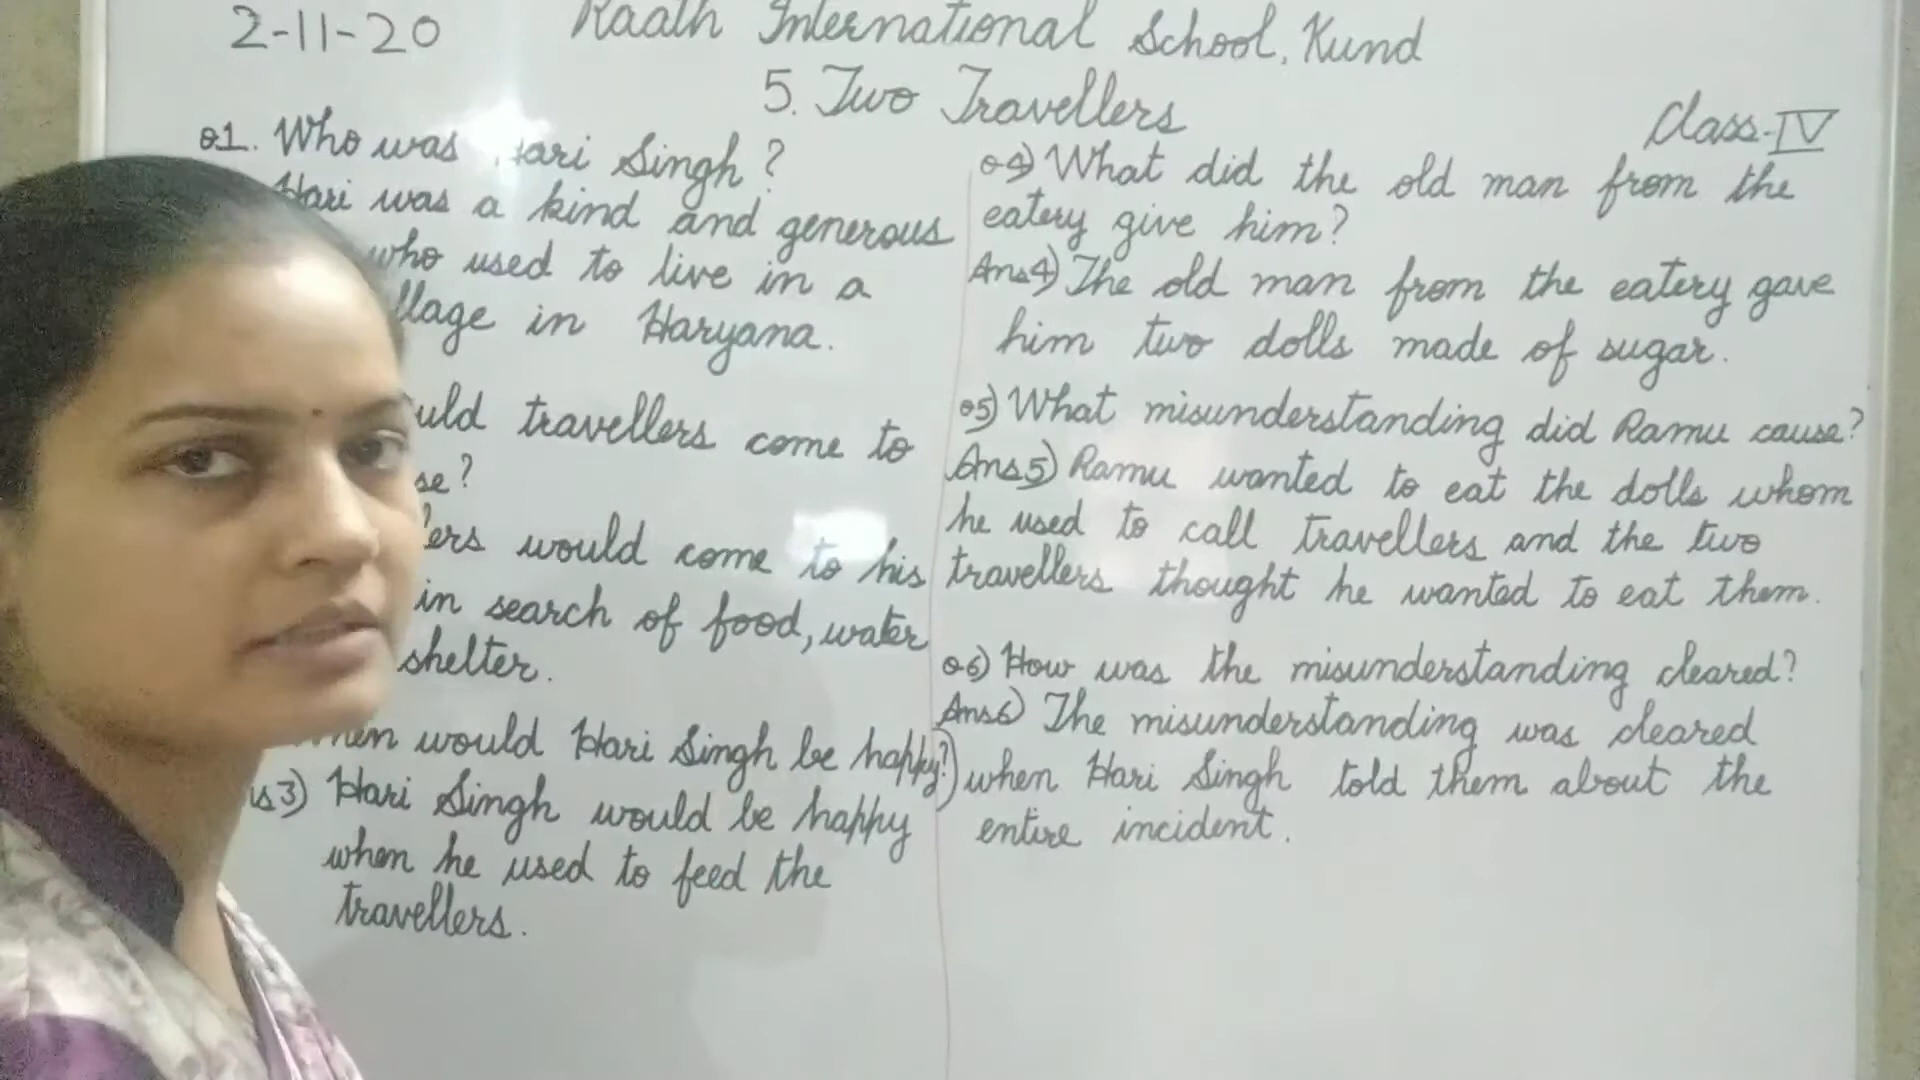 2-11-20
Raath International School, Kund
5. Two Travellers
Class-IV
Q1. Who was Hari Singh?
Hari was a kind and generous
who used to live in a
llage in Haryana.
uld travellers come to
se?
lers would come to his
in search of food, water
shelter.
hen would Hari Singh be happy?
s3) Hari Singh would be happy
when he used to feed the
travellers.
Q4) What did the old man from the
eatery give him?
Ans4) The old man from the eatery gave
him two dolls made of sugar.
Q5) What misunderstanding did Ramu cause?
Ans5) Ramu wanted to eat the dolls whom
he used to call travellers and the two
travellers thought he wanted to eat them.
Q6) How was the misunderstanding cleared?
Ans6) The misunderstanding was cleared
when Hari Singh told them about the
entire incident.